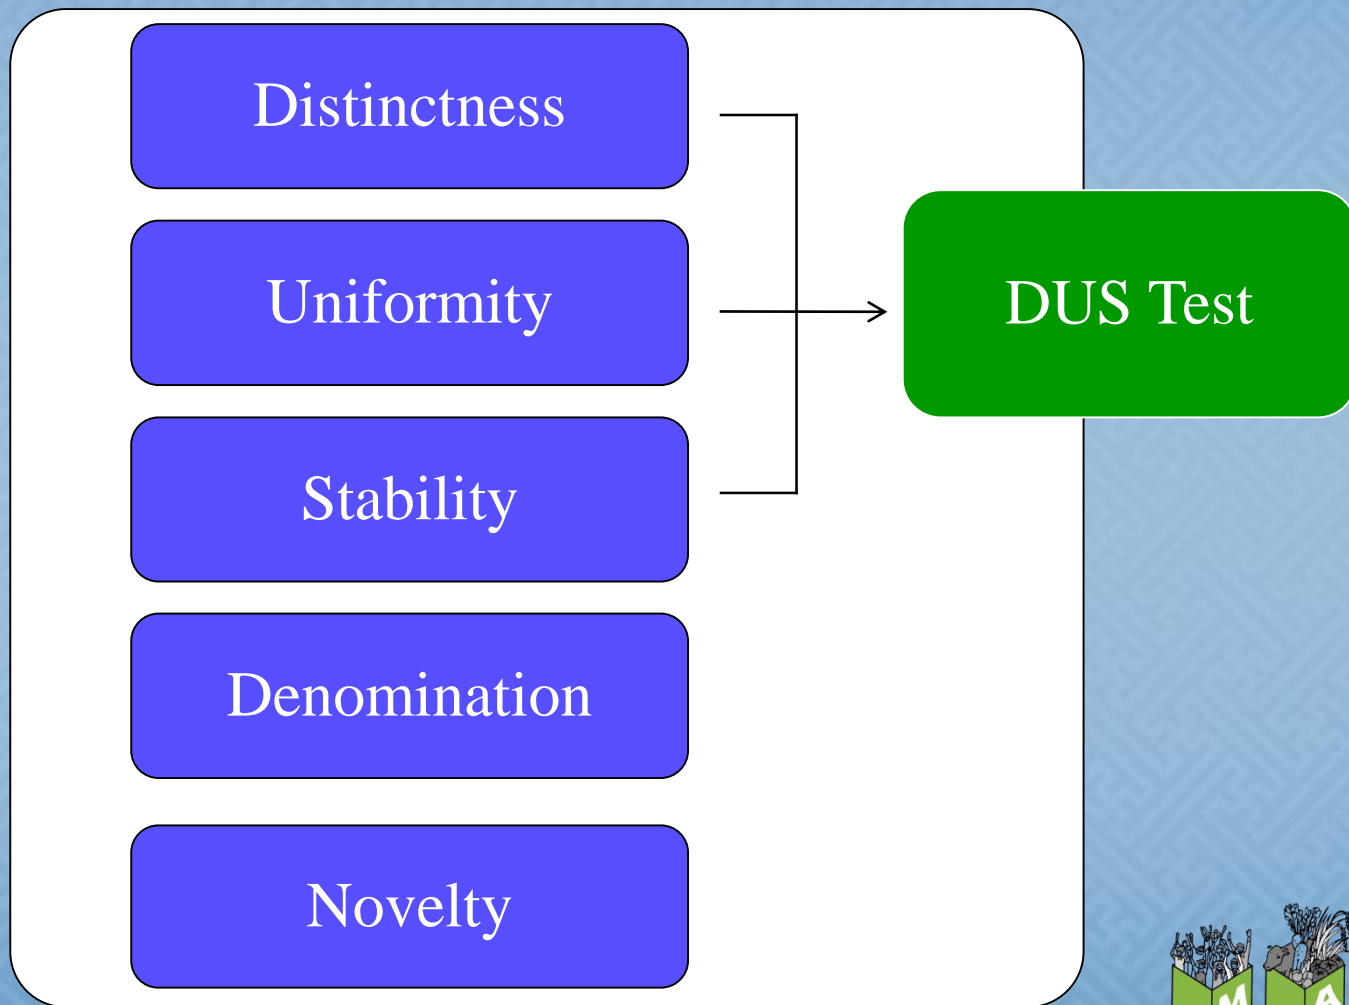 Distinctness
Uniformity
DUS Test
Stability
Denomination
Novelty
M A